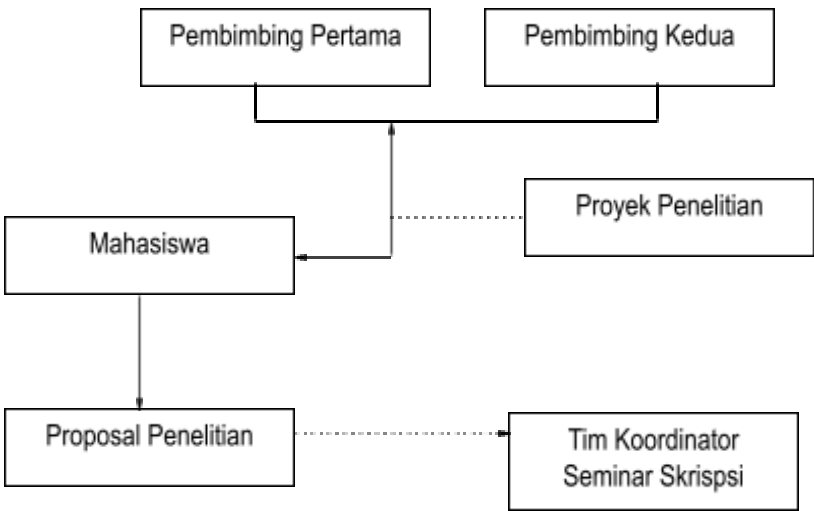 Pembimbing Pertama
Pembimbing Kedua
Proyek Penelitian
Mahasiswa
Proposal Penelitian
Tim Koordinator
Seminar Skrispsi